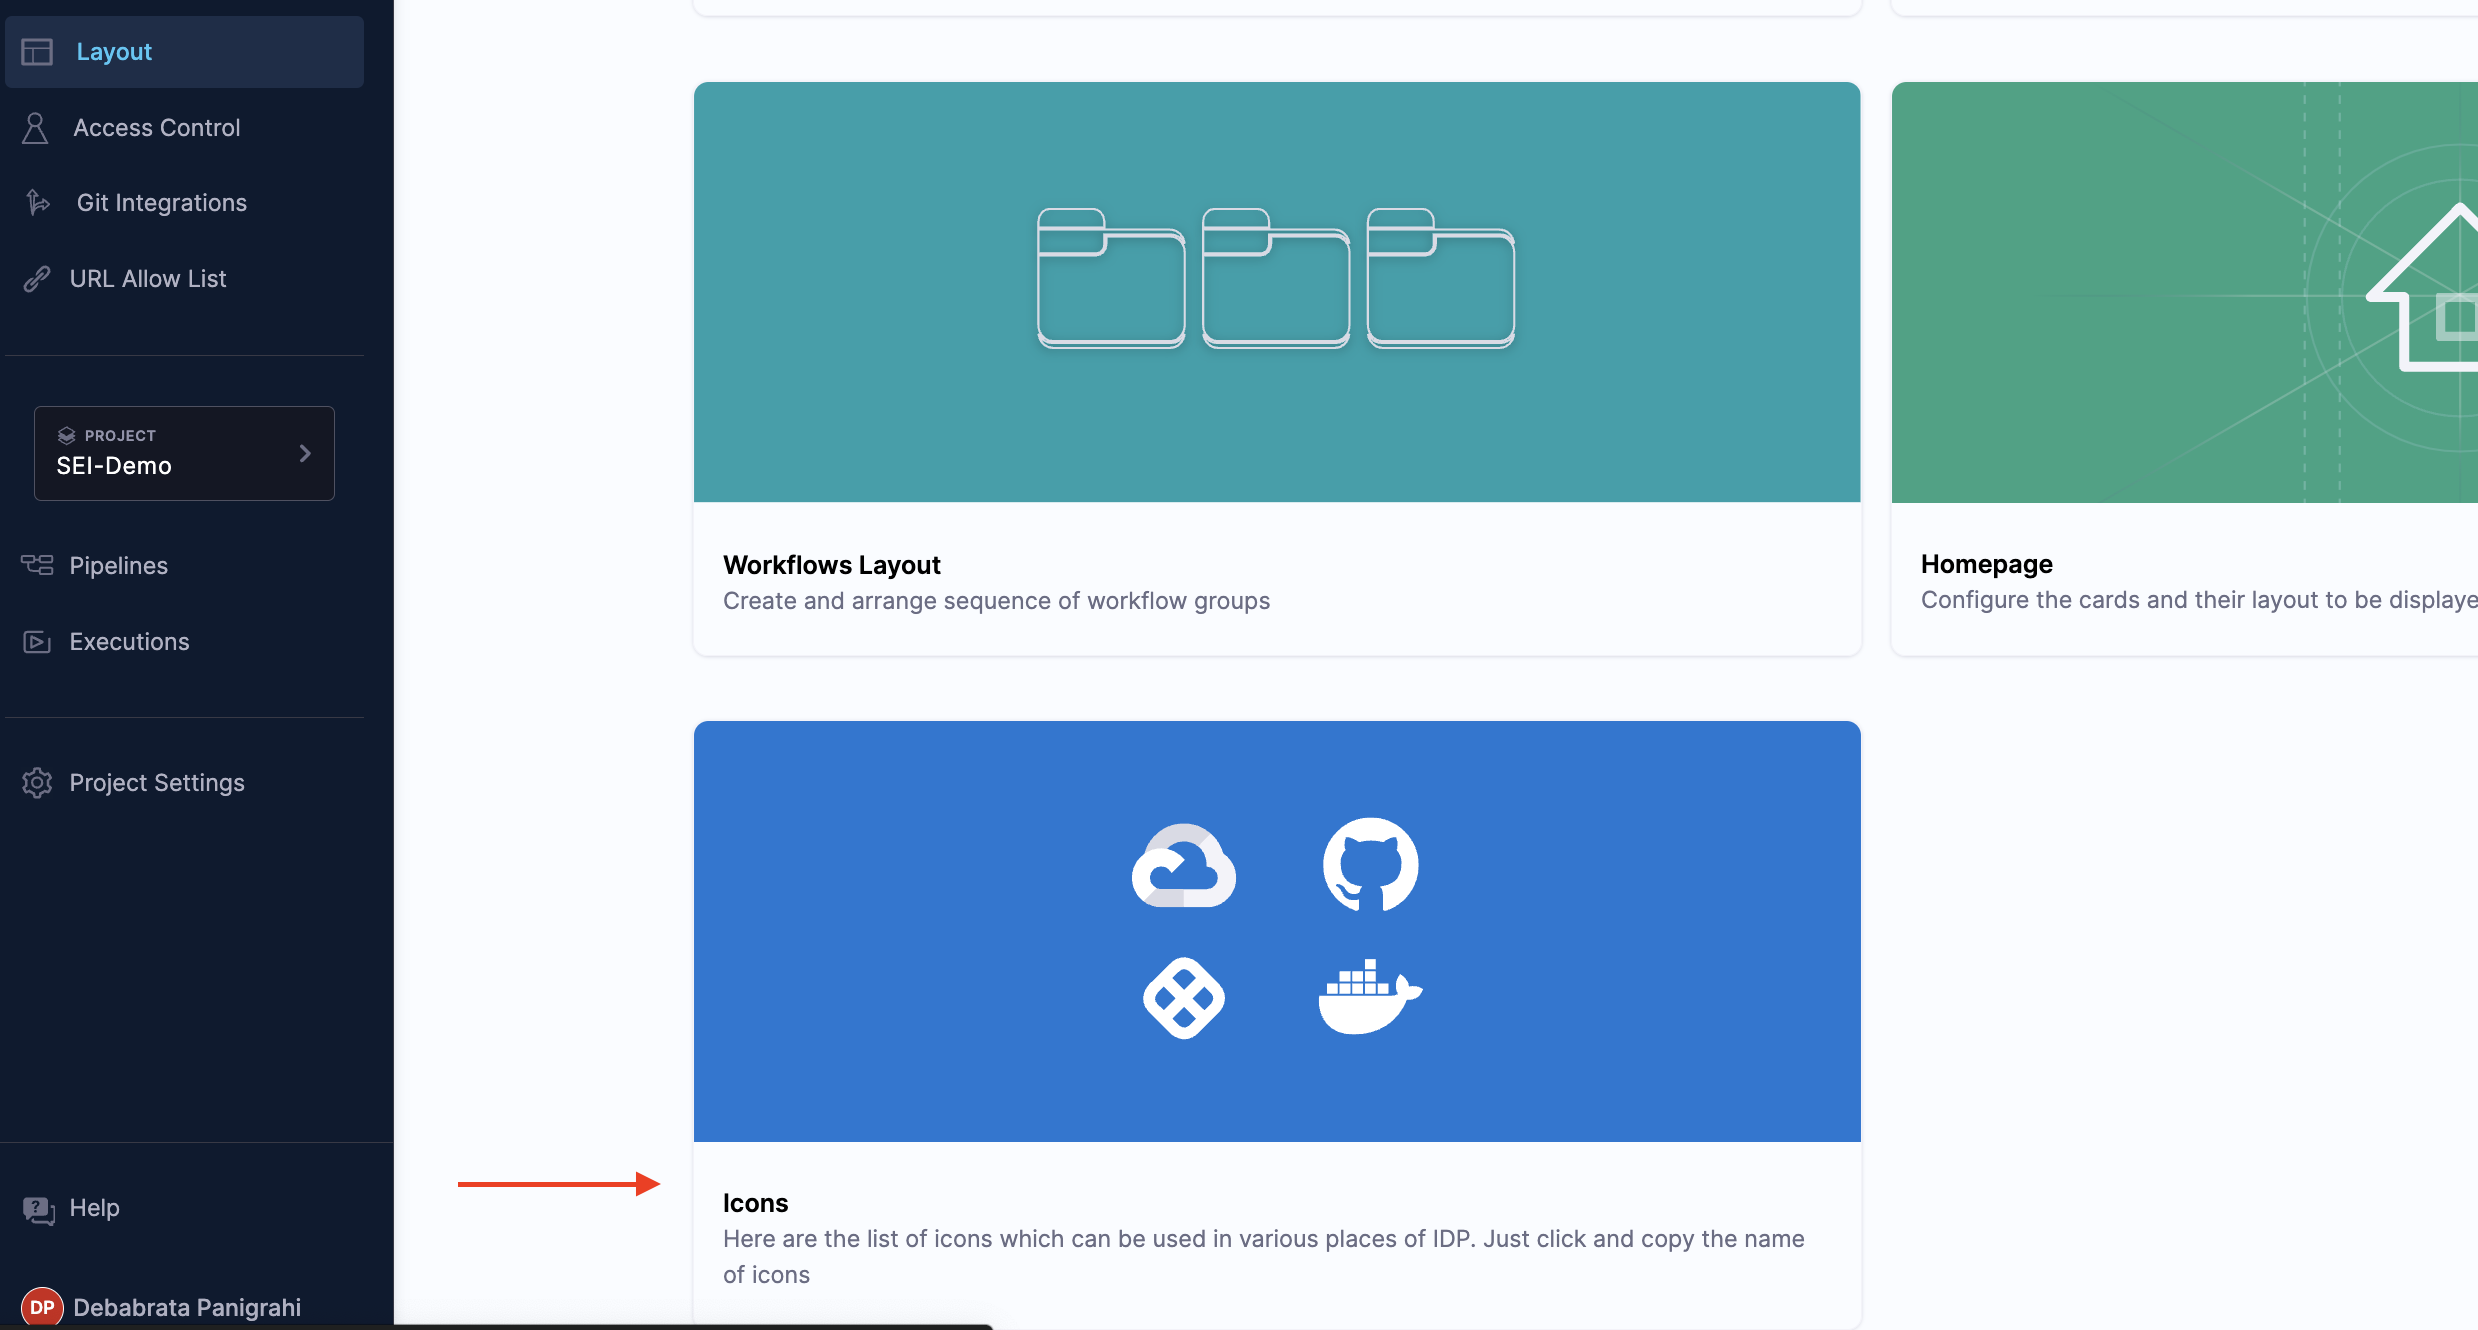 Layout
Access Control
Git Integrations
URL Allow List
PROJECT
SEI-Demo
Pipelines
Executions
Project Settings
Help
DP Debabrata Panigrahi
Workflows Layout
Create and arrange sequence of workflow groups
Homepage
Configure the cards and their layout to be displaye
Icons
Here are the list of icons which can be used in various places of IDP. Just click and copy the name
of icons